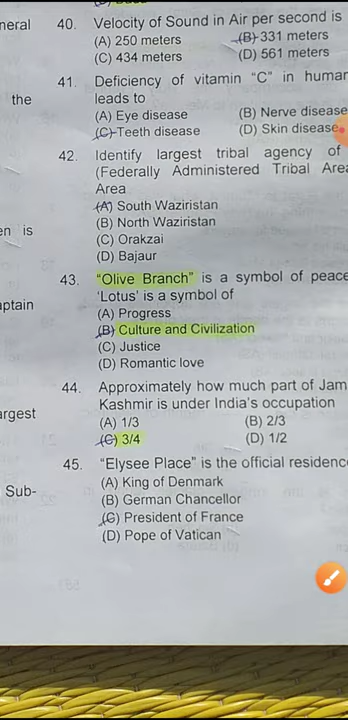 neral
the
en is
aptain
argest
Sub-
40. Velocity of Sound in Air per second is
(A) 250 meters (B) 331 meters
(C) 434 meters (D) 561 meters
41. Deficiency of vitamin "C" in human
leads to
(A) Eye disease (B) Nerve disease
(C) Teeth disease (D) Skin disease
42. Identify largest tribal agency of
(Federally Administered Tribal Area
Area
(A) South Waziristan
(B) North Waziristan
(C) Orakzai
(D) Bajaur
43. "Olive Branch" is a symbol of peace
'Lotus' is a symbol of
(A) Progress
(B) Culture and Civilization
(C) Justice
(D) Romantic love
44. Approximately how much part of Jam
Kashmir is under India's occupation
(A) 1/3 (B) 2/3
(C) 3/4 (D) 1/2
45. "Elysee Place" is the official residenc
(A) King of Denmark
(B) German Chancellor
(C) President of France
(D) Pope of Vatican